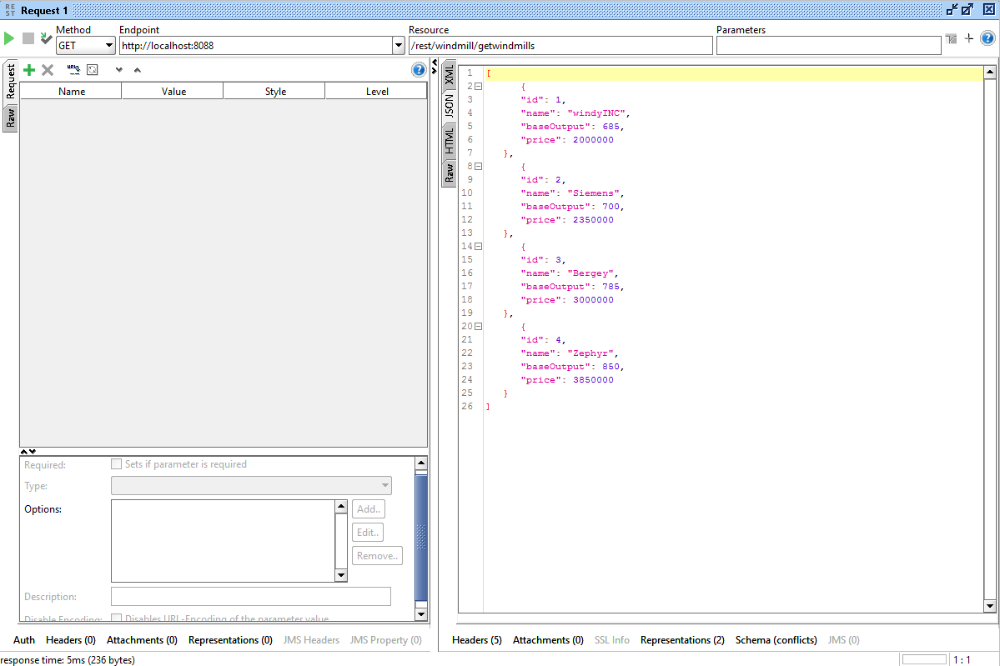 RE ST Request 1
Method Endpoint Resource Parameters
GET http://localhost:8088 /rest/windmill/getwindmills
Request
Raw
Name Value Style Level
Required: Sets if parameter is required
Type:
Options:
Add..
Edit..
Remove..
Description:
Disable Encoding: Disables URL-Encoding of the parameter value
Auth Headers (0) Attachments (0) Representations (0) JMS Headers JMS Property (0)
response time: 5ms (236 bytes)
XML
JSON
HTML
Raw
1 [
2 {
3 "id": 1,
4 "name": "windyINC",
5 "baseOutput": 685,
6 "price": 2000000
7 },
8 {
9 "id": 2,
10 "name": "Siemens",
11 "baseOutput": 700,
12 "price": 2350000
13 },
14 {
15 "id": 3,
16 "name": "Bergey",
17 "baseOutput": 785,
18 "price": 3000000
19 },
20 {
21 "id": 4,
22 "name": "Zephyr",
23 "baseOutput": 850,
24 "price": 3850000
25 }
26 ]
Headers (5) Attachments (0) SSL Info Representations (2) Schema (conflicts) JMS (0)
1 : 1